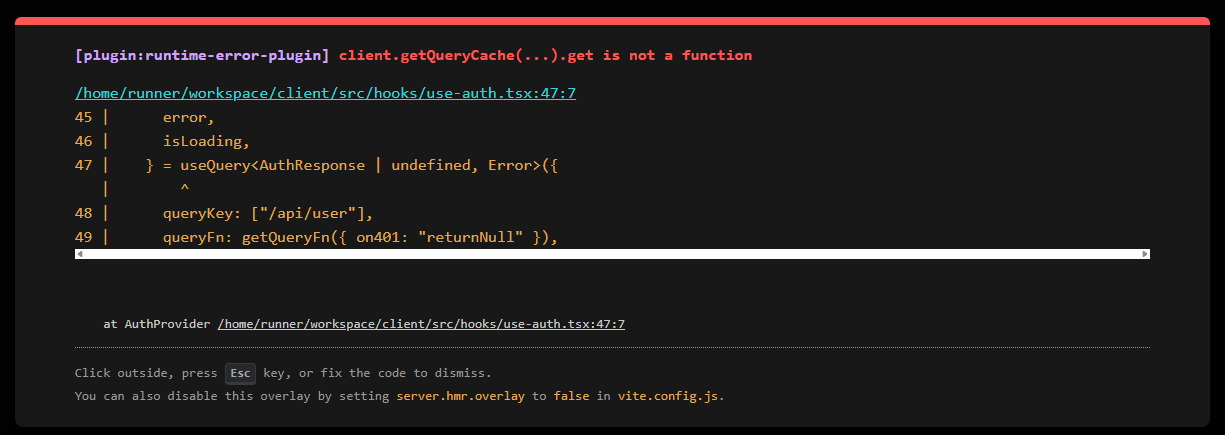 [plugin:runtime-error-plugin] client.getQueryCache(...).get is not a function
/home/runner/workspace/client/src/hooks/use-auth.tsx:47:7
45 |      error,
46 |      isLoading,
47 |    } = useQuery<AuthResponse | undefined, Error>({
   |        ^
48 |      queryKey: ["/api/user"],
49 |      queryFn: getQueryFn({ on401: "returnNull" }),
at AuthProvider /home/runner/workspace/client/src/hooks/use-auth.tsx:47:7
Click outside, press Esc key, or fix the code to dismiss.
You can also disable this overlay by setting server.hmr.overlay to false in vite.config.js.